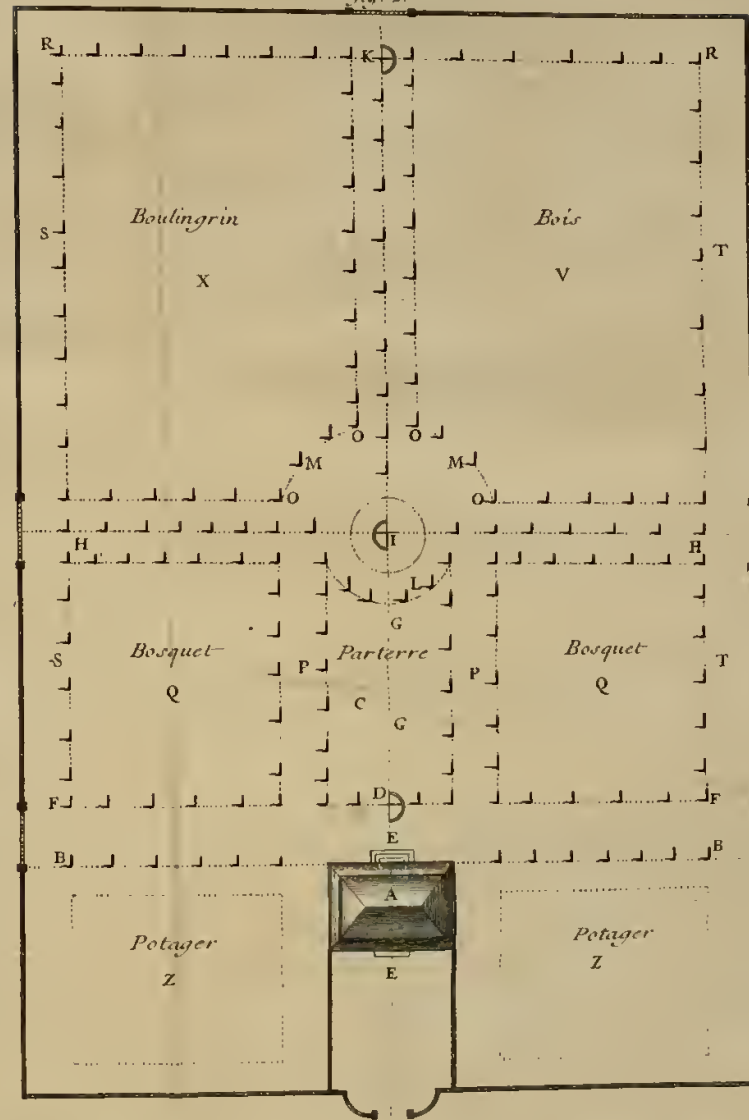 R K R
Boulingrin Bois
S T
X V
O O
M M
O O
H I H
L
G
Bosquet Parterre Bosquet
S P P T
Q C Q
G
D
F F
E
B B
A
Potager Potager
Z E Z